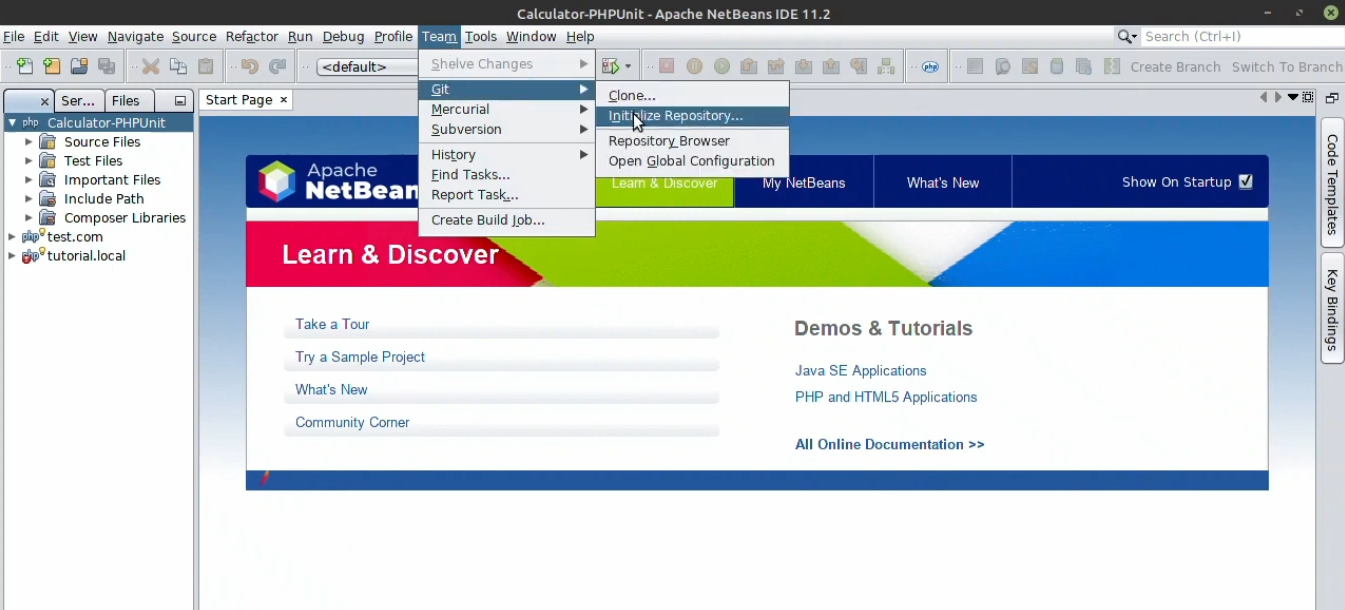 Calculator-PHPUnit - Apache NetBeans IDE 11.2
File Edit View Navigate Source Refactor Run Debug Profile Team Tools Window Help
Search (Ctrl+I)
<default>
Create Branch Switch To Branch
Shelve Changes
Git
Mercurial
Subversion
History
Find Tasks...
Report Task...
Create Build Job...
Clone...
Initialize Repository...
Repository Browser
Open Global Configuration
Ser... Files
Start Page
php Calculator-PHPUnit
Source Files
Test Files
Important Files
Include Path
Composer Libraries
php test.com
php tutorial.local
Apache
NetBean
Learn & Discover
My NetBeans
What's New
Show On Startup
Learn & Discover
Take a Tour
Try a Sample Project
What's New
Community Corner
Demos & Tutorials
Java SE Applications
PHP and HTML5 Applications
All Online Documentation >>
Code Templates
Key Bindings
php